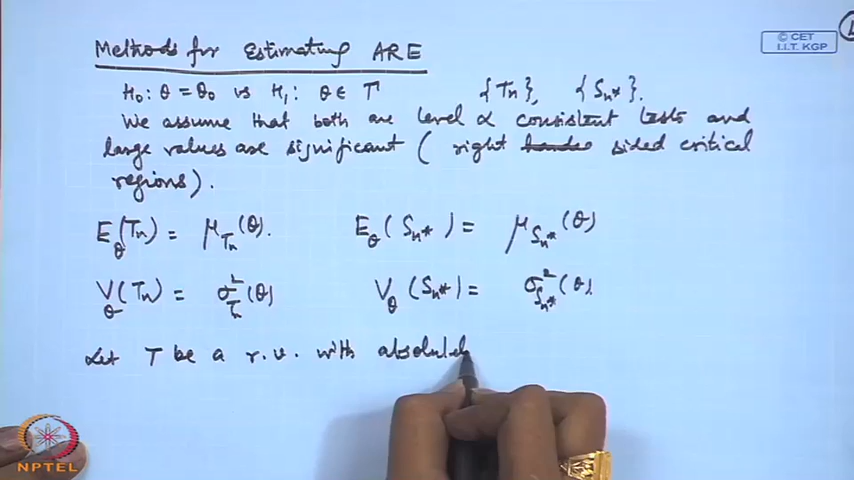 Methods for Estimating ARE
© CET
I.I.T. KGP
H₀: θ = θ₀ vs H₁: θ ∈ Γ {Tₙ}, {Sₙ*}.
We assume that both are level α consistent tests and
large values are significant ( right sided critical
regions).
E_θ(Tₙ) = μ_Tₙ(θ). E_θ(Sₙ*) = μ_Sₙ*(θ)
V_θ(Tₙ) = σ²_Tₙ(θ) V_θ(Sₙ*) = σ²_Sₙ*(θ).
Let T be a r.v. with absolutel
NPTEL